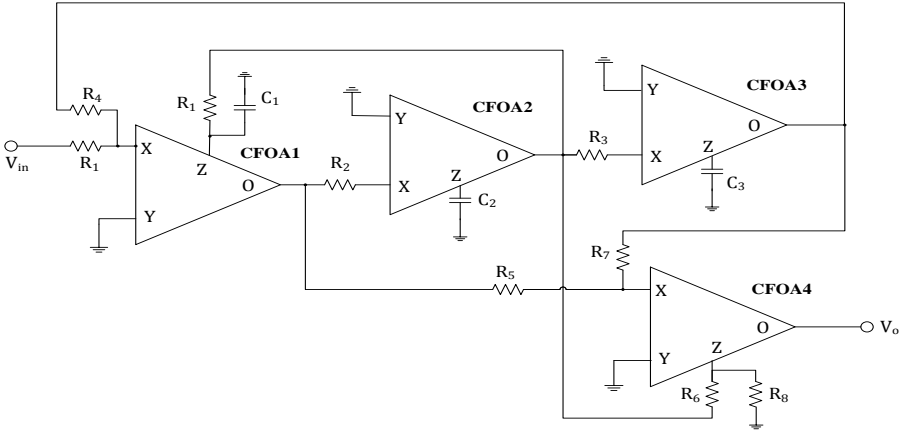 R4
Vin
R1
X
Y
R1
C1
Z
O
CFOA1
R2
Y
X
CFOA2
O
Z
C2
R3
Y
X
CFOA3
O
Z
C3
R5
R7
X
Y
CFOA4
O
Z
Vo
R6
R8